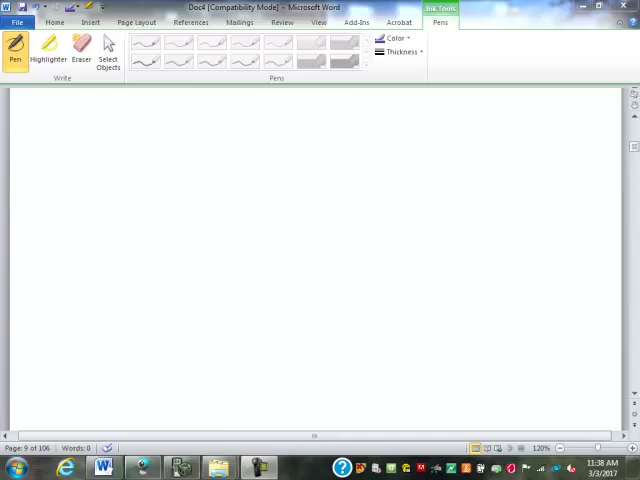 Doc4 [Compatibility Mode] - Microsoft Word
Ink Tools
File Home Insert Page Layout References Mailings Review View Add-Ins Acrobat Pens
Pen Highlighter Eraser Select Objects
Color
Thickness
Write Pens
Page: 9 of 106 Words: 0 120%
11:38 AM
3/3/2017